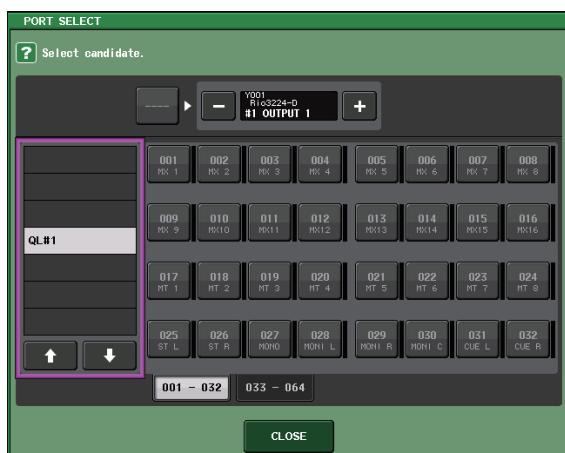 PORT SELECT
? Select candidate.
----
Y001
Rio3224-D
#1 OUTPUT 1
− +
001 002 003 004 005 006 007 008
MX 1 MX 2 MX 3 MX 4 MX 5 MX 6 MX 7 MX 8
009 010 011 012 013 014 015 016
MX 9 MX10 MX11 MX12 MX13 MX14 MX15 MX16
QL#1
017 018 019 020 021 022 023 024
MT 1 MT 2 MT 3 MT 4 MT 5 MT 6 MT 7 MT 8
025 026 027 028 029 030 031 032
ST L ST R MONO MONI L MONI R MONI C CUE L CUE R
001 − 032 033 − 064
CLOSE